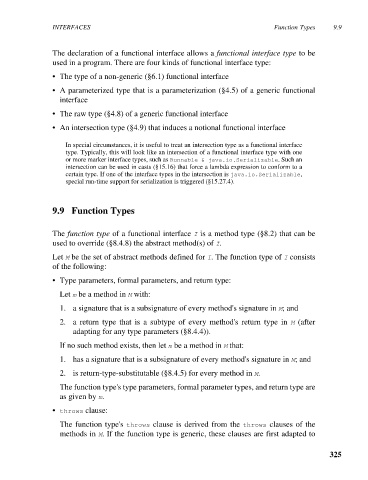 INTERFACES Function Types 9.9
The declaration of a functional interface allows a functional interface type to be
used in a program. There are four kinds of functional interface type:
• The type of a non-generic (§6.1) functional interface
• A parameterized type that is a parameterization (§4.5) of a generic functional
interface
• The raw type (§4.8) of a generic functional interface
• An intersection type (§4.9) that induces a notional functional interface
In special circumstances, it is useful to treat an intersection type as a functional interface
type. Typically, this will look like an intersection of a functional interface type with one
or more marker interface types, such as Runnable & java.io.Serializable. Such an
intersection can be used in casts (§15.16) that force a lambda expression to conform to a
certain type. If one of the interface types in the intersection is java.io.Serializable,
special run-time support for serialization is triggered (§15.27.4).
9.9 Function Types
The function type of a functional interface I is a method type (§8.2) that can be
used to override (§8.4.8) the abstract method(s) of I.
Let M be the set of abstract methods defined for I. The function type of I consists
of the following:
• Type parameters, formal parameters, and return type:
Let m be a method in M with:
1. a signature that is a subsignature of every method's signature in M; and
2. a return type that is a subtype of every method's return type in M (after
adapting for any type parameters (§8.4.4)).
If no such method exists, then let m be a method in M that:
1. has a signature that is a subsignature of every method's signature in M; and
2. is return-type-substitutable (§8.4.5) for every method in M.
The function type's type parameters, formal parameter types, and return type are
as given by m.
• throws clause:
The function type's throws clause is derived from the throws clauses of the
methods in M. If the function type is generic, these clauses are first adapted to
325